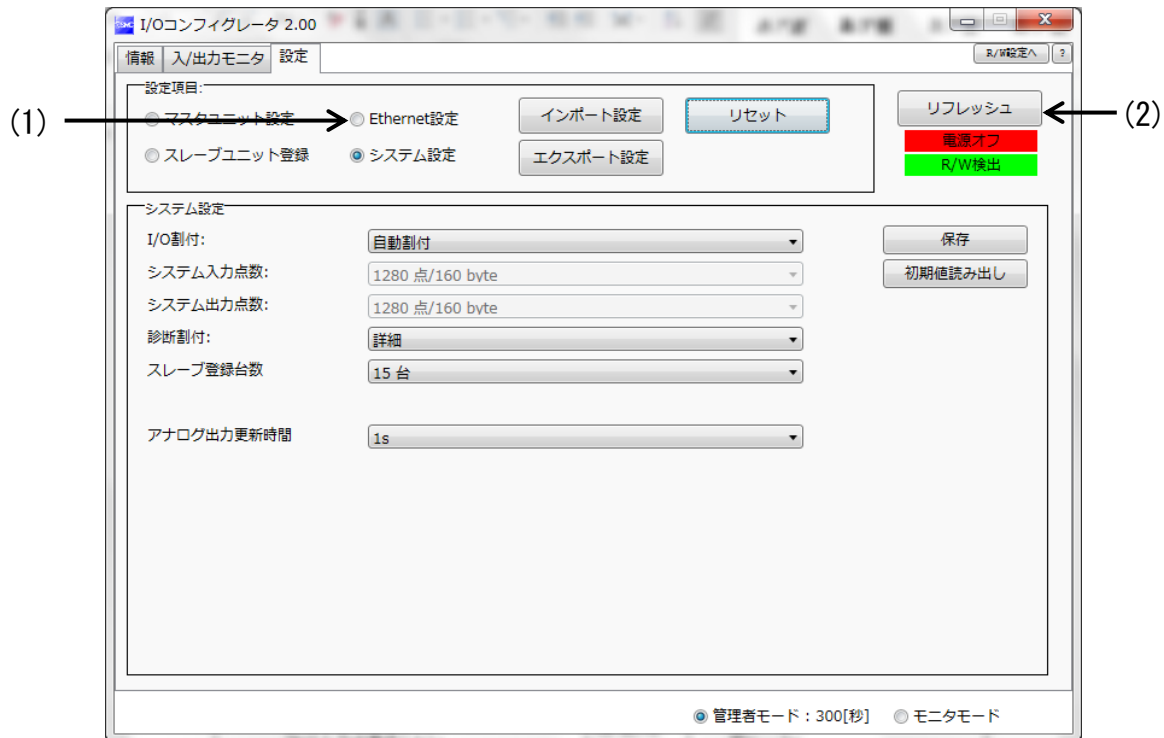 I/Oコンフィグレータ 2.00
情報 入/出力モニタ 設定 R/W設定へ ?
設定項目:
(1) マスタユニット設定 Ethernet設定 インポート設定 リセット リフレッシュ (2)
電源オフ
スレーブユニット登録 システム設定 エクスポート設定 R/W検出
システム設定
I/O割付: 自動割付 保存
システム入力点数: 1280 点/160 byte 初期値読み出し
システム出力点数: 1280 点/160 byte
診断割付: 詳細
スレーブ登録台数 15 台
アナログ出力更新時間 1s
管理者モード：300[秒] モニタモード